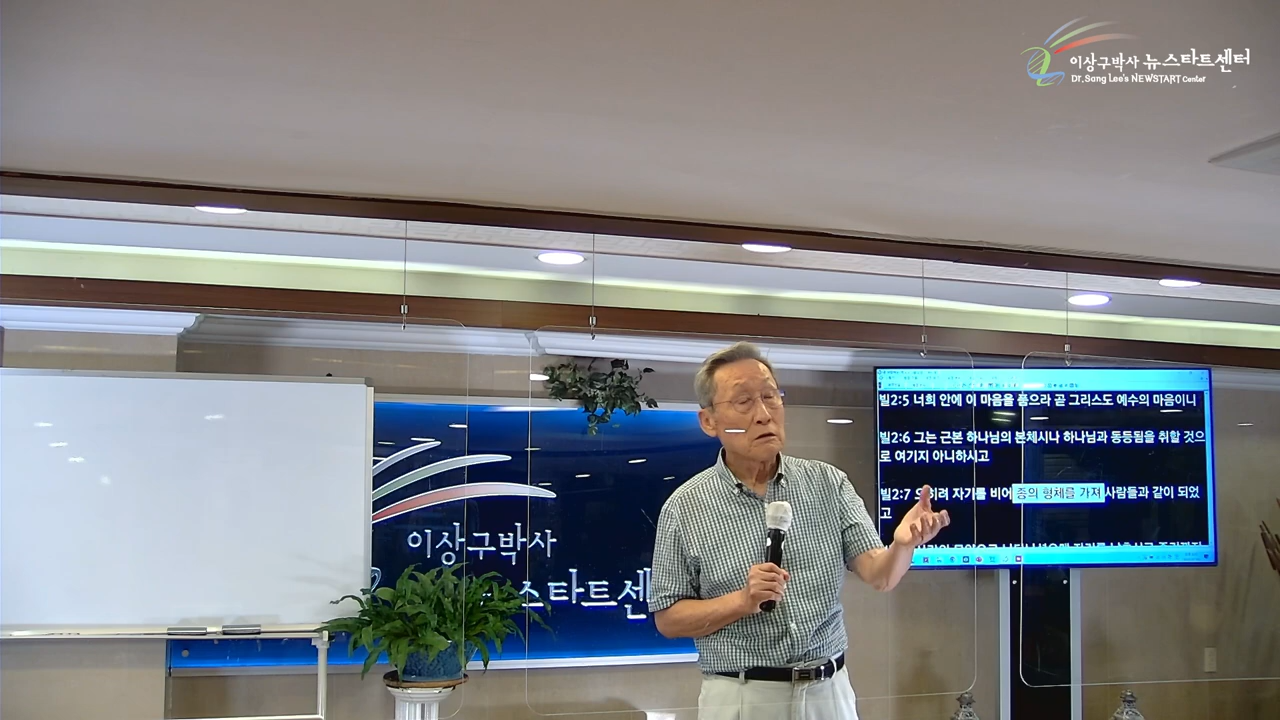 이상구박사 뉴스타트센터
Dr. Sang Lee's NEWSTART Center
빌2:5 너희 안에 이 마음을 품으라 곧 그리스도 예수의 마음이니
빌2:6 그는 근본 하나님의 본체시나 하나님과 동등됨을 취할 것으
로 여기지 아니하시고
빌2:7 오히려 자기를 비어 종의 형체를 가져 사람들과 같이 되었
고
이상구박사
스타트센